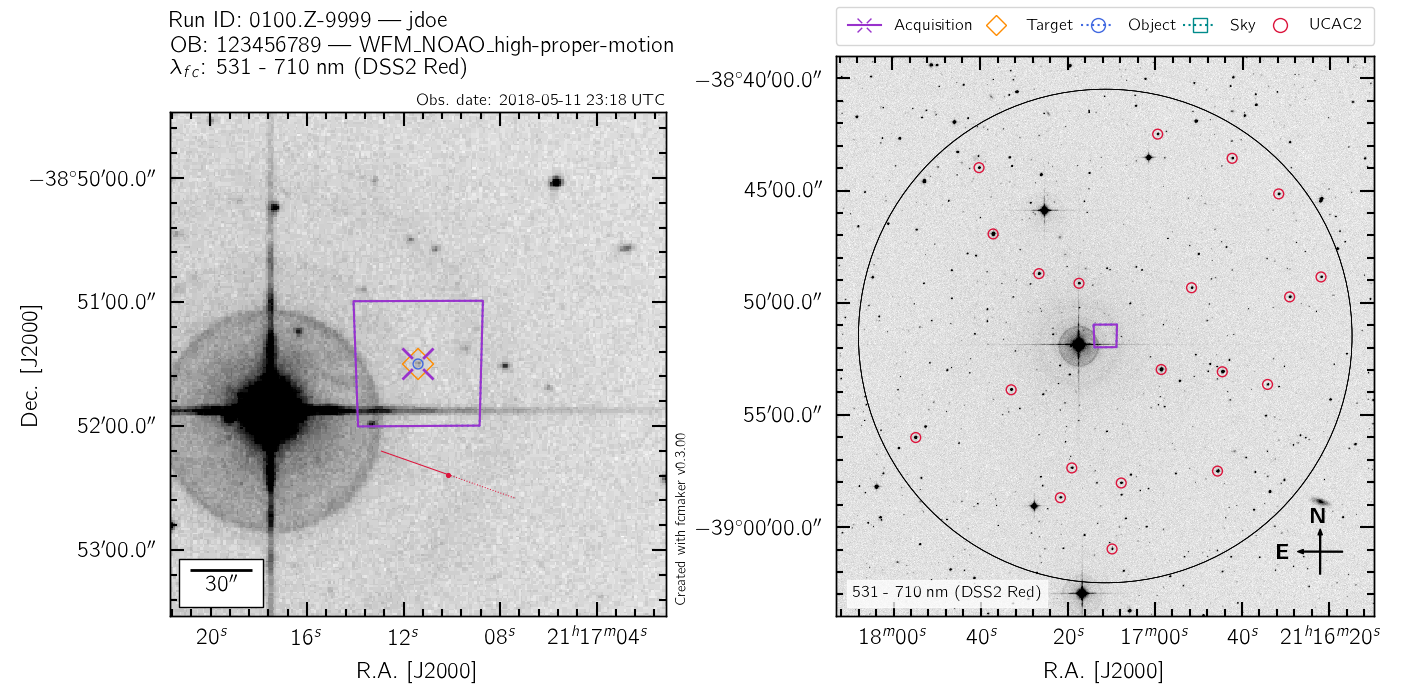 Run ID: 0100.Z-9999 — jdoe
OB: 123456789 — WFM_NOAO_high-proper-motion
λfc: 531 - 710 nm (DSS2 Red)
Obs. date: 2018-05-11 23:18 UTC
−38°50′00.0″
51′00.0″
52′00.0″
53′00.0″
Dec. [J2000]
30″
20ˢ 16ˢ 12ˢ 08ˢ 21ʰ17ᵐ04ˢ
R.A. [J2000]
Created with fcmaker v0.3.00
Acquisition Target Object Sky UCAC2
−38°40′00.0″
45′00.0″
50′00.0″
55′00.0″
−39°00′00.0″
N
E
531 - 710 nm (DSS2 Red)
18ᵐ00ˢ 40ˢ 20ˢ 17ᵐ00ˢ 40ˢ 21ʰ16ᵐ20ˢ
R.A. [J2000]